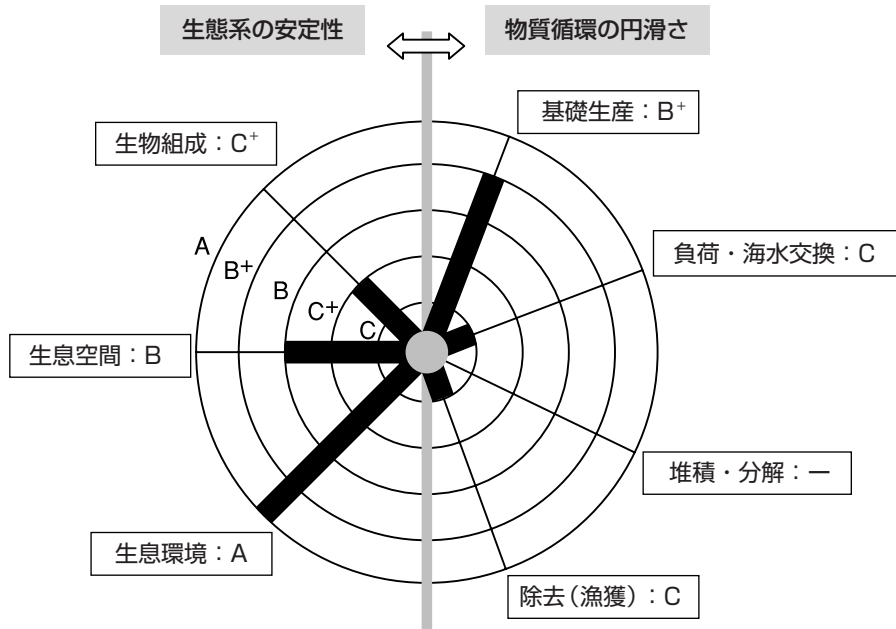 生態系の安定性
物質循環の円滑さ
基礎生産：B⁺
生物組成：C⁺
A
B+
B
C+
C
負荷・海水交換：C
生息空間：B
堆積・分解：ー
生息環境：A
除去（漁獲）：C